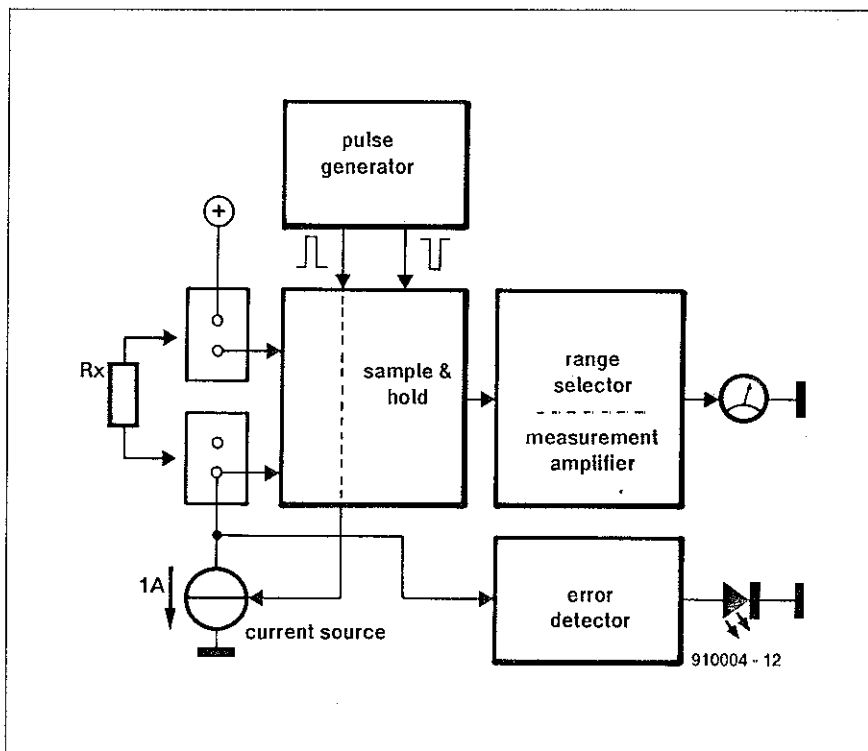 pulse
generator
+
Rx
sample &
hold
range
selector
measurement
amplifier
1A
current source
error
detector
910004 - 12